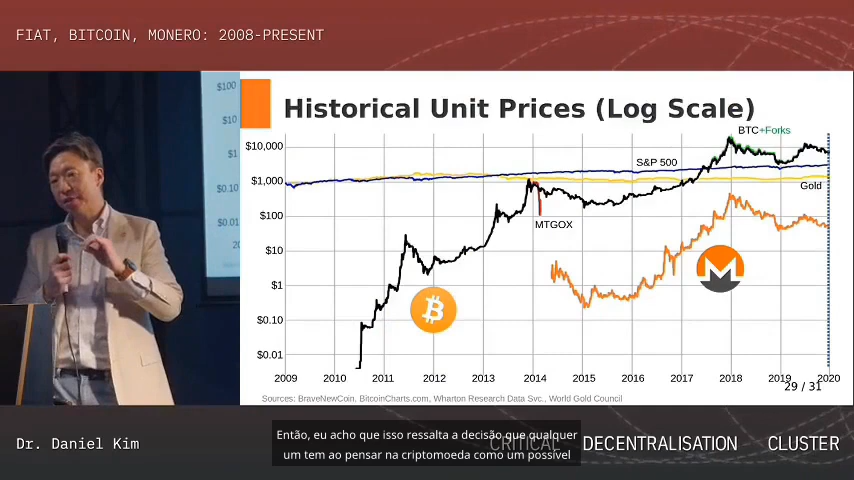 FIAT, BITCOIN, MONERO: 2008-PRESENT
Historical Unit Prices (Log Scale)
$100
$10
$1
$0.10
$0.01
20
$10,000
$1,000
$100
$10
$1
$0.10
$0.01
BTC+Forks
S&P 500
Gold
MTGOX
2009 2010 2011 2012 2013 2014 2015 2016 2017 2018 2019 2020
29 / 31
Sources: BraveNewCoin, BitcoinCharts.com, Wharton Research Data Svc., World Gold Council
Dr. Daniel Kim
CRITICAL DECENTRALISATION CLUSTER
Então, eu acho que isso ressalta a decisão que qualquer
um tem ao pensar na criptomoeda como um possível